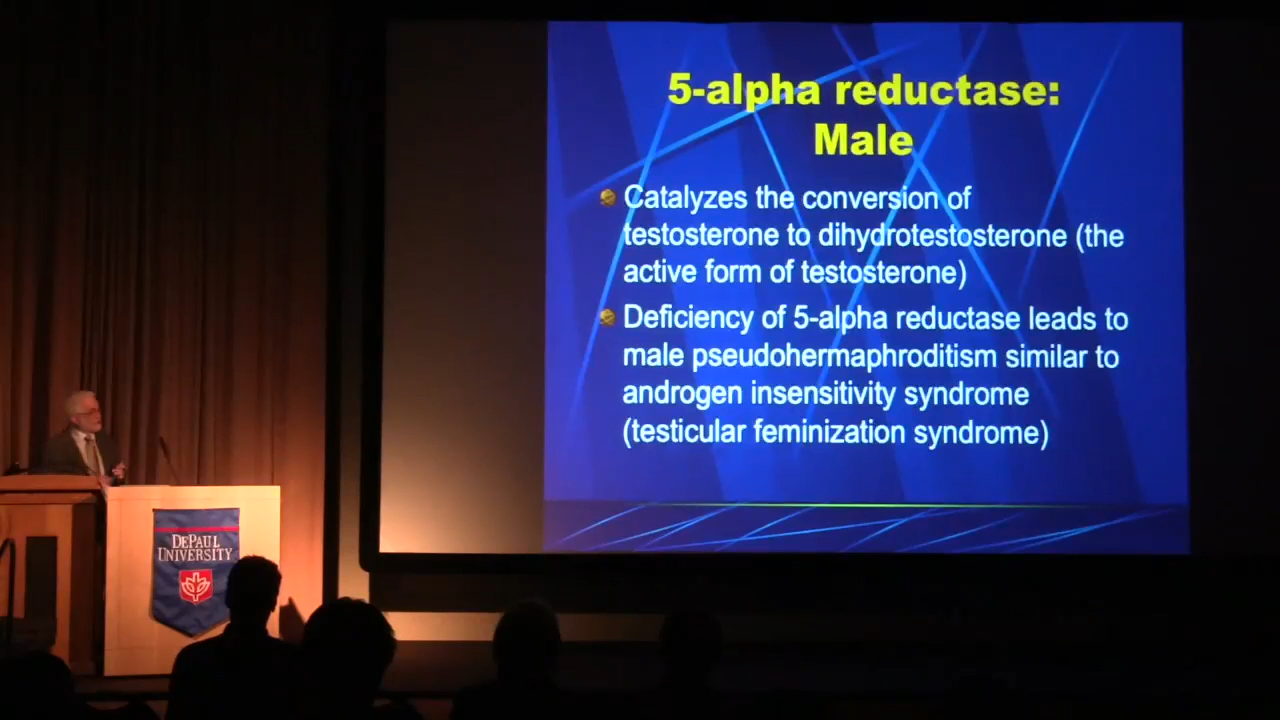 5-alpha reductase:
Male
Catalyzes the conversion of
testosterone to dihydrotestosterone (the
active form of testosterone)
Deficiency of 5-alpha reductase leads to
male pseudohermaphroditism similar to
androgen insensitivity syndrome
(testicular feminization syndrome)
DEPAUL
UNIVERSITY